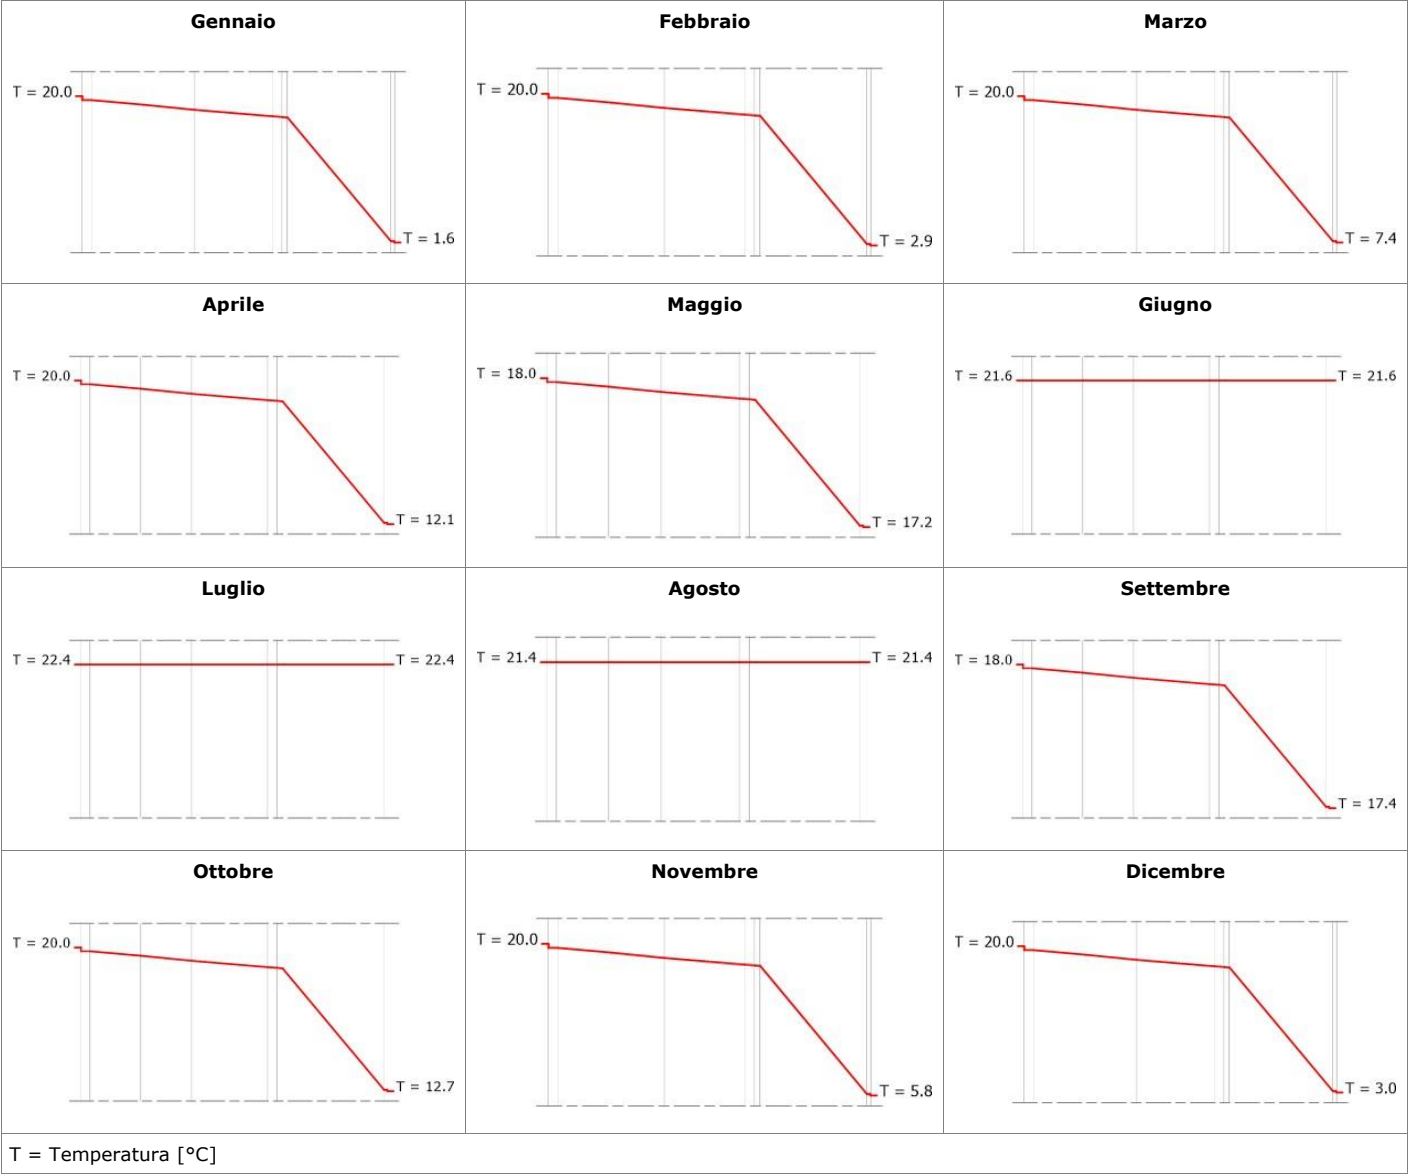 Gennaio
T = 20.0
T = 1.6
Febbraio
T = 20.0
T = 2.9
Marzo
T = 20.0
T = 7.4
Aprile
T = 20.0
T = 12.1
Maggio
T = 18.0
T = 17.2
Giugno
T = 21.6
T = 21.6
Luglio
T = 22.4
T = 22.4
Agosto
T = 21.4
T = 21.4
Settembre
T = 18.0
T = 17.4
Ottobre
T = 20.0
T = 12.7
Novembre
T = 20.0
T = 5.8
Dicembre
T = 20.0
T = 3.0
T = Temperatura [°C]